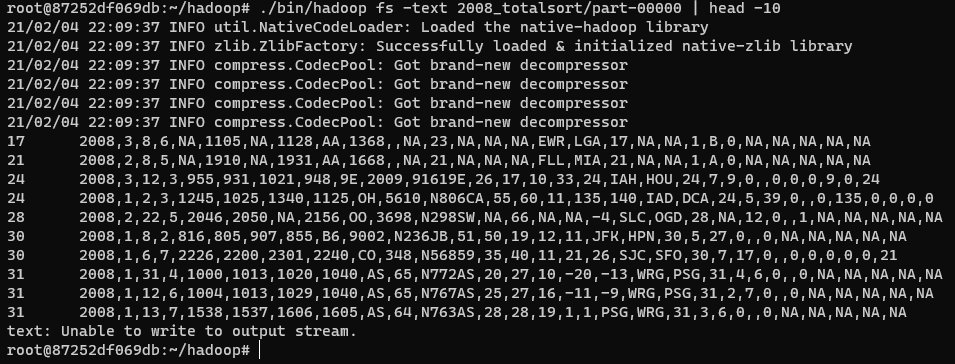 root@87252df069db:~/hadoop# ./bin/hadoop fs -text 2008_totalsort/part-00000 | head -10
21/02/04 22:09:37 INFO util.NativeCodeLoader: Loaded the native-hadoop library
21/02/04 22:09:37 INFO zlib.ZlibFactory: Successfully loaded & initialized native-zlib library
21/02/04 22:09:37 INFO compress.CodecPool: Got brand-new decompressor
21/02/04 22:09:37 INFO compress.CodecPool: Got brand-new decompressor
21/02/04 22:09:37 INFO compress.CodecPool: Got brand-new decompressor
21/02/04 22:09:37 INFO compress.CodecPool: Got brand-new decompressor
17      2008,3,8,6,NA,1105,NA,1128,AA,1368,,NA,23,NA,NA,NA,EWR,LGA,17,NA,NA,1,B,0,NA,NA,NA,NA,NA
21      2008,2,8,5,NA,1910,NA,1931,AA,1668,,NA,21,NA,NA,NA,FLL,MIA,21,NA,NA,1,A,0,NA,NA,NA,NA,NA
24      2008,3,12,3,955,931,1021,948,9E,2009,91619E,26,17,10,33,24,IAH,HOU,24,7,9,0,,0,0,0,9,0,24
24      2008,1,2,3,1245,1025,1340,1125,OH,5610,N806CA,55,60,11,135,140,IAD,DCA,24,5,39,0,,0,135,0,0,0,0
28      2008,2,22,5,2046,2050,NA,2156,OO,3698,N298SW,NA,66,NA,NA,-4,SLC,OGD,28,NA,12,0,,1,NA,NA,NA,NA,NA
30      2008,1,8,2,816,805,907,855,B6,9002,N236JB,51,50,19,12,11,JFK,HPN,30,5,27,0,,0,NA,NA,NA,NA,NA
30      2008,1,6,7,2226,2200,2301,2240,CO,348,N56859,35,40,11,21,26,SJC,SFO,30,7,17,0,,0,0,0,0,0,21
31      2008,1,31,4,1000,1013,1020,1040,AS,65,N772AS,20,27,10,-20,-13,WRG,PSG,31,4,6,0,,0,NA,NA,NA,NA,NA
31      2008,1,12,6,1004,1013,1029,1040,AS,65,N767AS,25,27,16,-11,-9,WRG,PSG,31,2,7,0,,0,NA,NA,NA,NA,NA
31      2008,1,13,7,1538,1537,1606,1605,AS,64,N763AS,28,28,19,1,1,PSG,WRG,31,3,6,0,,0,NA,NA,NA,NA,NA
text: Unable to write to output stream.
root@87252df069db:~/hadoop#